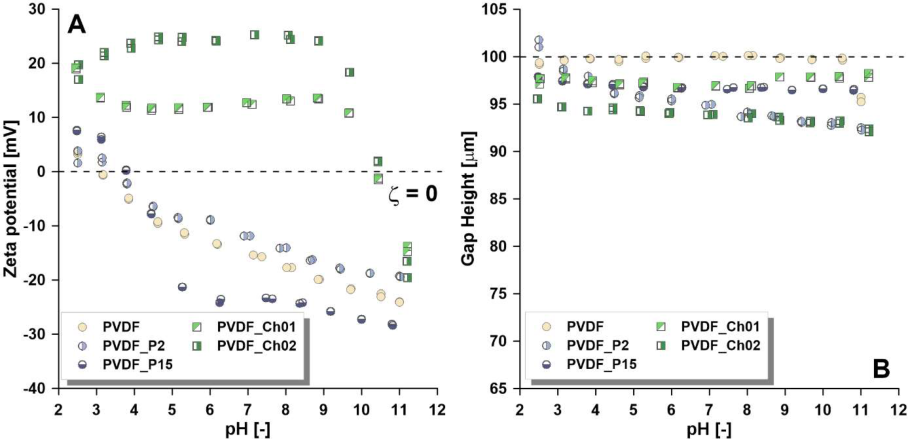 A
Zeta potential [mV]
30
20
10
0
-10
-20
-30
-40
ζ = 0
PVDF
PVDF_P2
PVDF_P15
PVDF_Ch01
PVDF_Ch02
2 3 4 5 6 7 8 9 10 11 12
pH [-]
B
Gap Height [μm]
105
100
95
90
85
80
75
70
65
PVDF
PVDF_P2
PVDF_P15
PVDF_Ch01
PVDF_Ch02
2 3 4 5 6 7 8 9 10 11 12
pH [-]